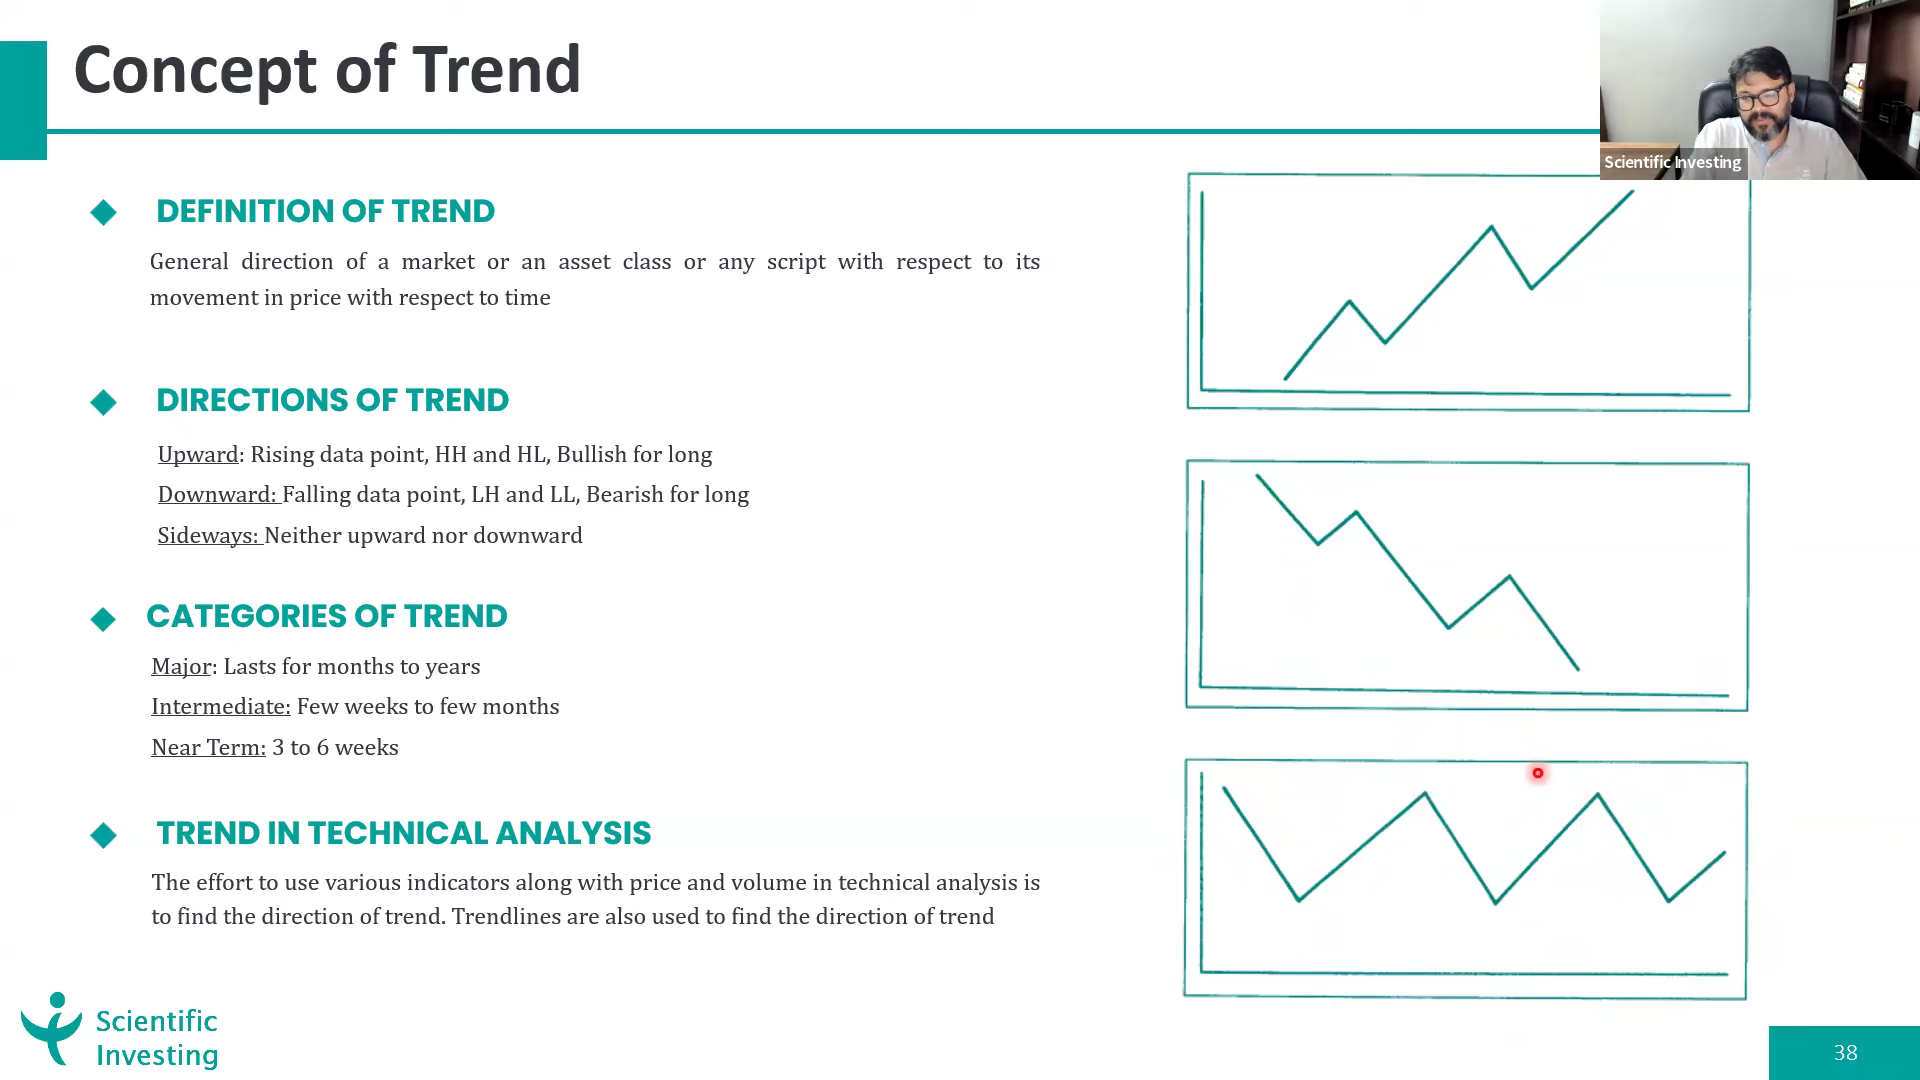 Concept of Trend
Scientific Investing
DEFINITION OF TREND
General direction of a market or an asset class or any script with respect to its
movement in price with respect to time
DIRECTIONS OF TREND
Upward: Rising data point, HH and HL, Bullish for long
Downward: Falling data point, LH and LL, Bearish for long
Sideways: Neither upward nor downward
CATEGORIES OF TREND
Major: Lasts for months to years
Intermediate: Few weeks to few months
Near Term: 3 to 6 weeks
TREND IN TECHNICAL ANALYSIS
The effort to use various indicators along with price and volume in technical analysis is
to find the direction of trend. Trendlines are also used to find the direction of trend
Scientific
Investing
38